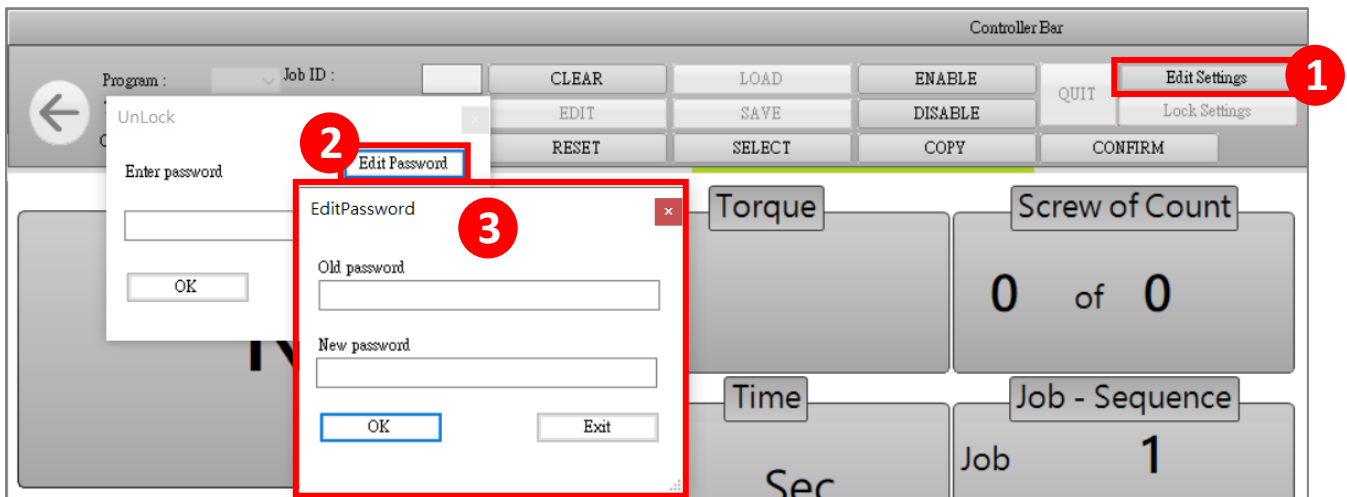 Controller Bar
Program :
Job ID :
CLEAR
LOAD
ENABLE
QUIT
Edit Settings
1
EDIT
SAVE
DISABLE
Lock Settings
RESET
SELECT
COPY
CONFIRM
UnLock
2
Edit Password
Enter password
OK
EditPassword
3
Old password
New password
OK
Exit
Torque
Screw of Count
0 of 0
Time
Sec
Job - Sequence
Job 1